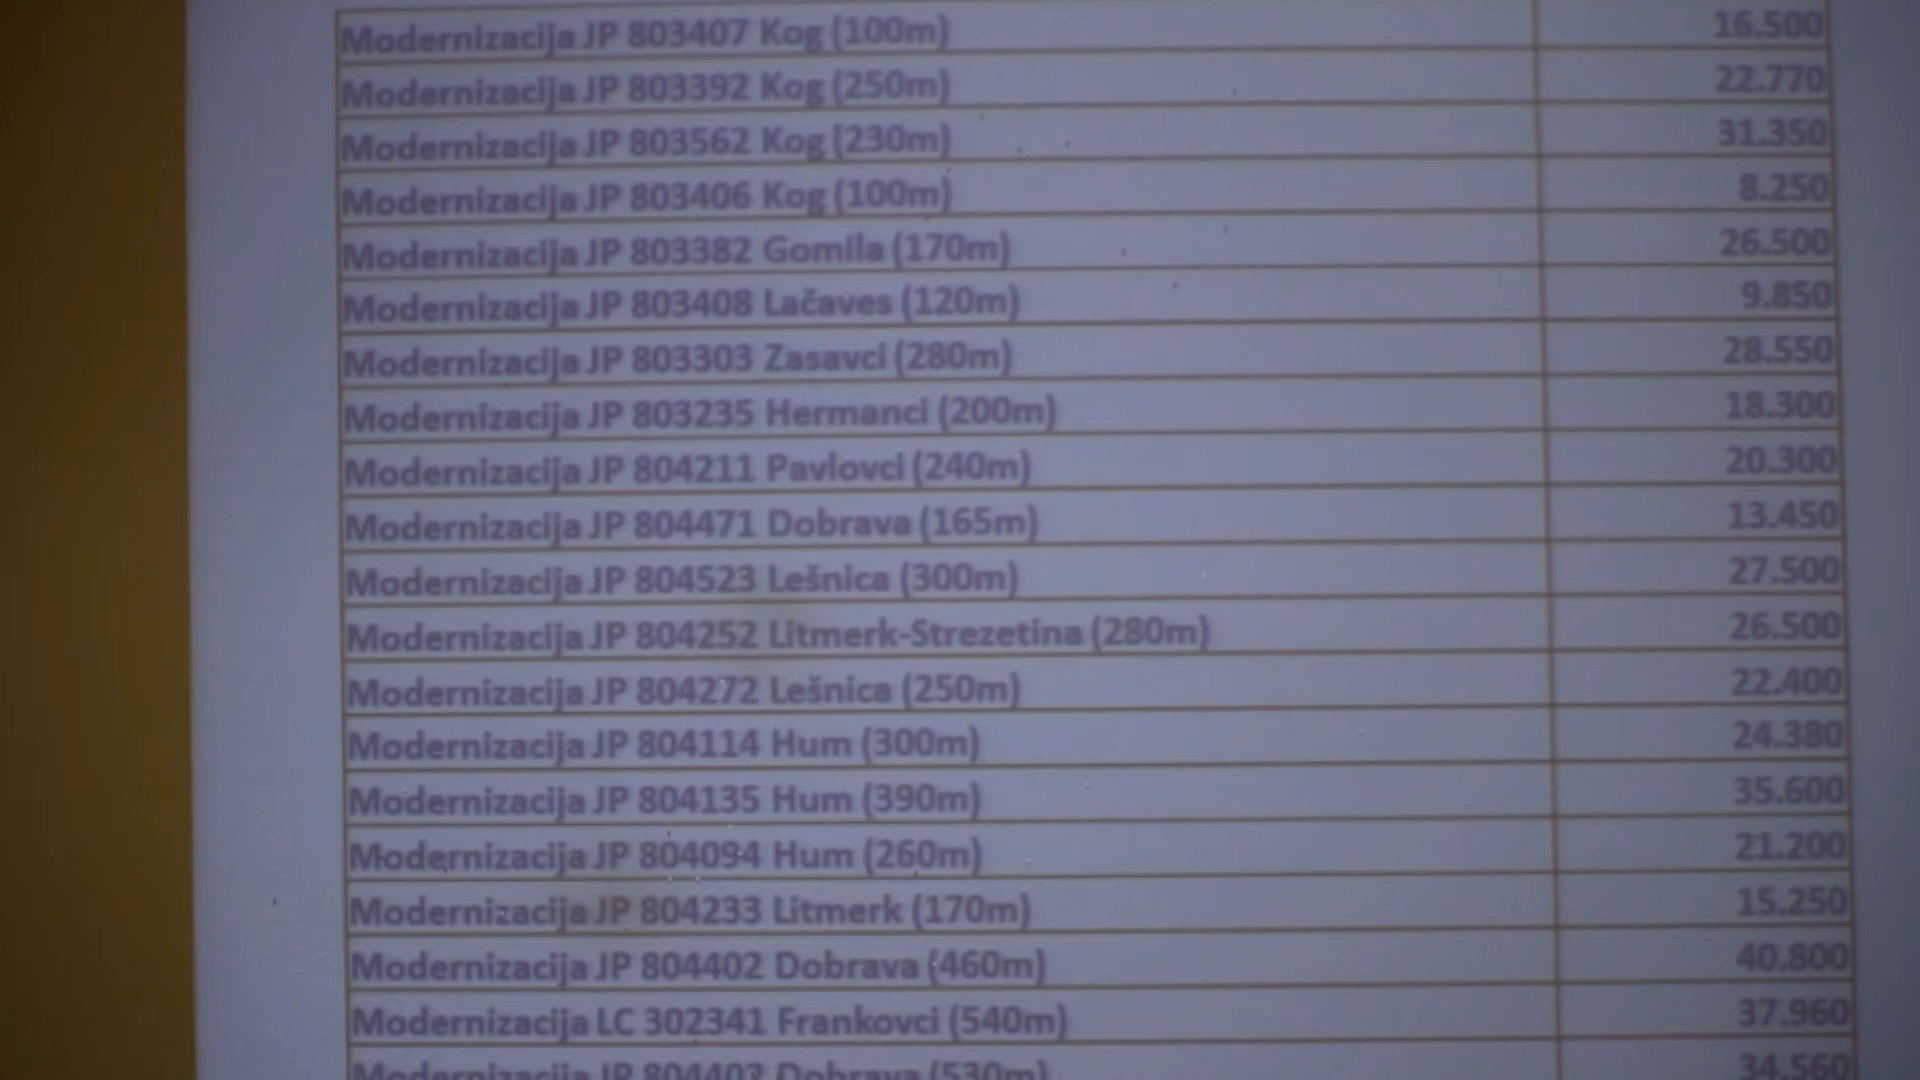 Modernizacija JP 803407 Kog (100m) 16.500
Modernizacija JP 803392 Kog (250m) 22.770
Modernizacija JP 803562 Kog (230m) 31.350
Modernizacija JP 803406 Kog (100m) 8.250
Modernizacija JP 803382 Gomila (170m) 26.500
Modernizacija JP 803408 Lačaves (120m) 9.850
Modernizacija JP 803303 Zasavci (280m) 28.550
Modernizacija JP 803235 Hermanci (200m) 18.300
Modernizacija JP 804211 Pavlovci (240m) 20.300
Modernizacija JP 804471 Dobrava (165m) 13.450
Modernizacija JP 804523 Lešnica (300m) 27.500
Modernizacija JP 804252 Litmerk-Strezetina (280m) 26.500
Modernizacija JP 804272 Lešnica (250m) 22.400
Modernizacija JP 804114 Hum (300m) 24.380
Modernizacija JP 804135 Hum (390m) 35.600
Modernizacija JP 804094 Hum (260m) 21.200
Modernizacija JP 804233 Litmerk (170m) 15.250
Modernizacija JP 804402 Dobrava (460m) 40.800
Modernizacija LC 302341 Frankovci (540m) 37.960
Modernizacija JP 804403 Dobrava (530m) 34.560